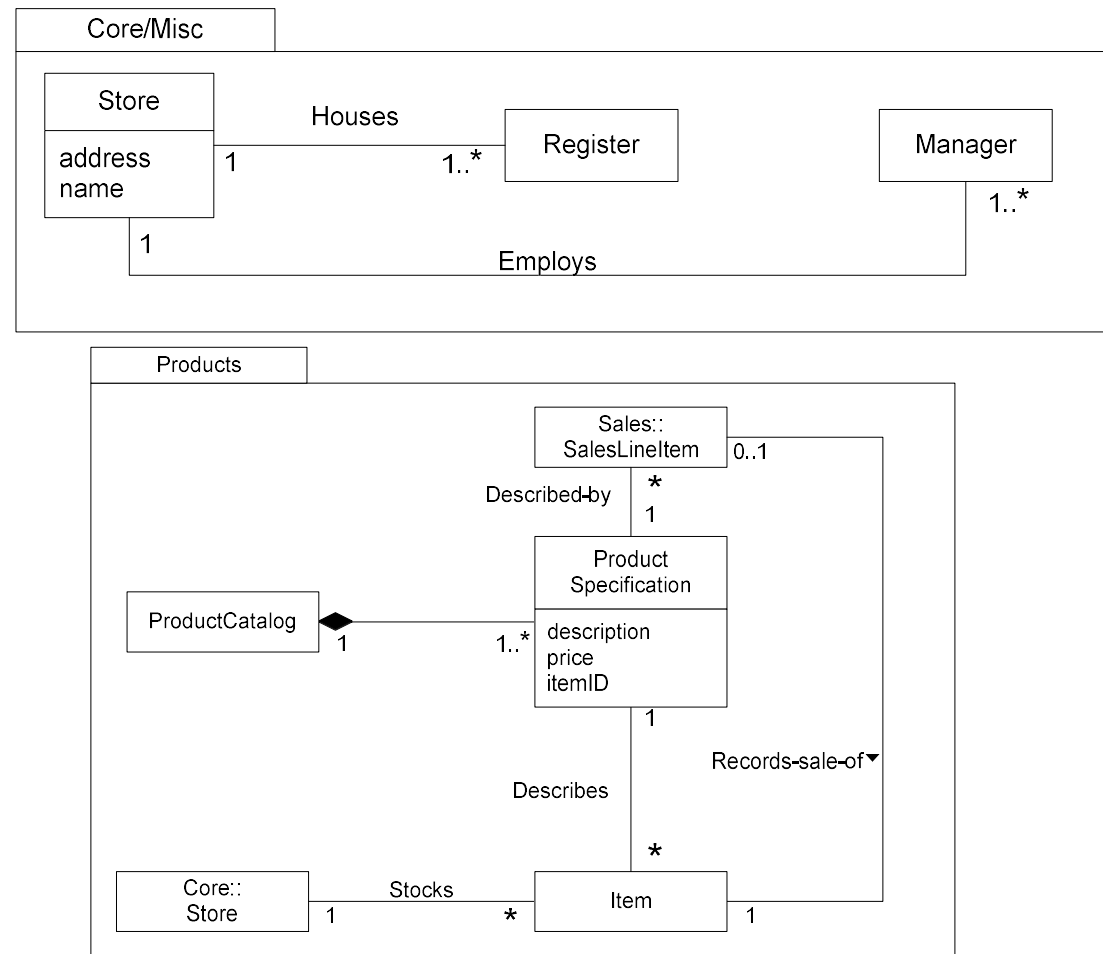 Core/Misc
Store
address
name
Houses
1
1..*
Register
Manager
1..*
1
Employs
Products
Sales::
SalesLineItem
0..1
*
Described-by
1
Product
Specification
description
price
itemID
ProductCatalog
1
1..*
1
Records-sale-of
Describes
*
Core::
Store
Stocks
1
*
Item
1